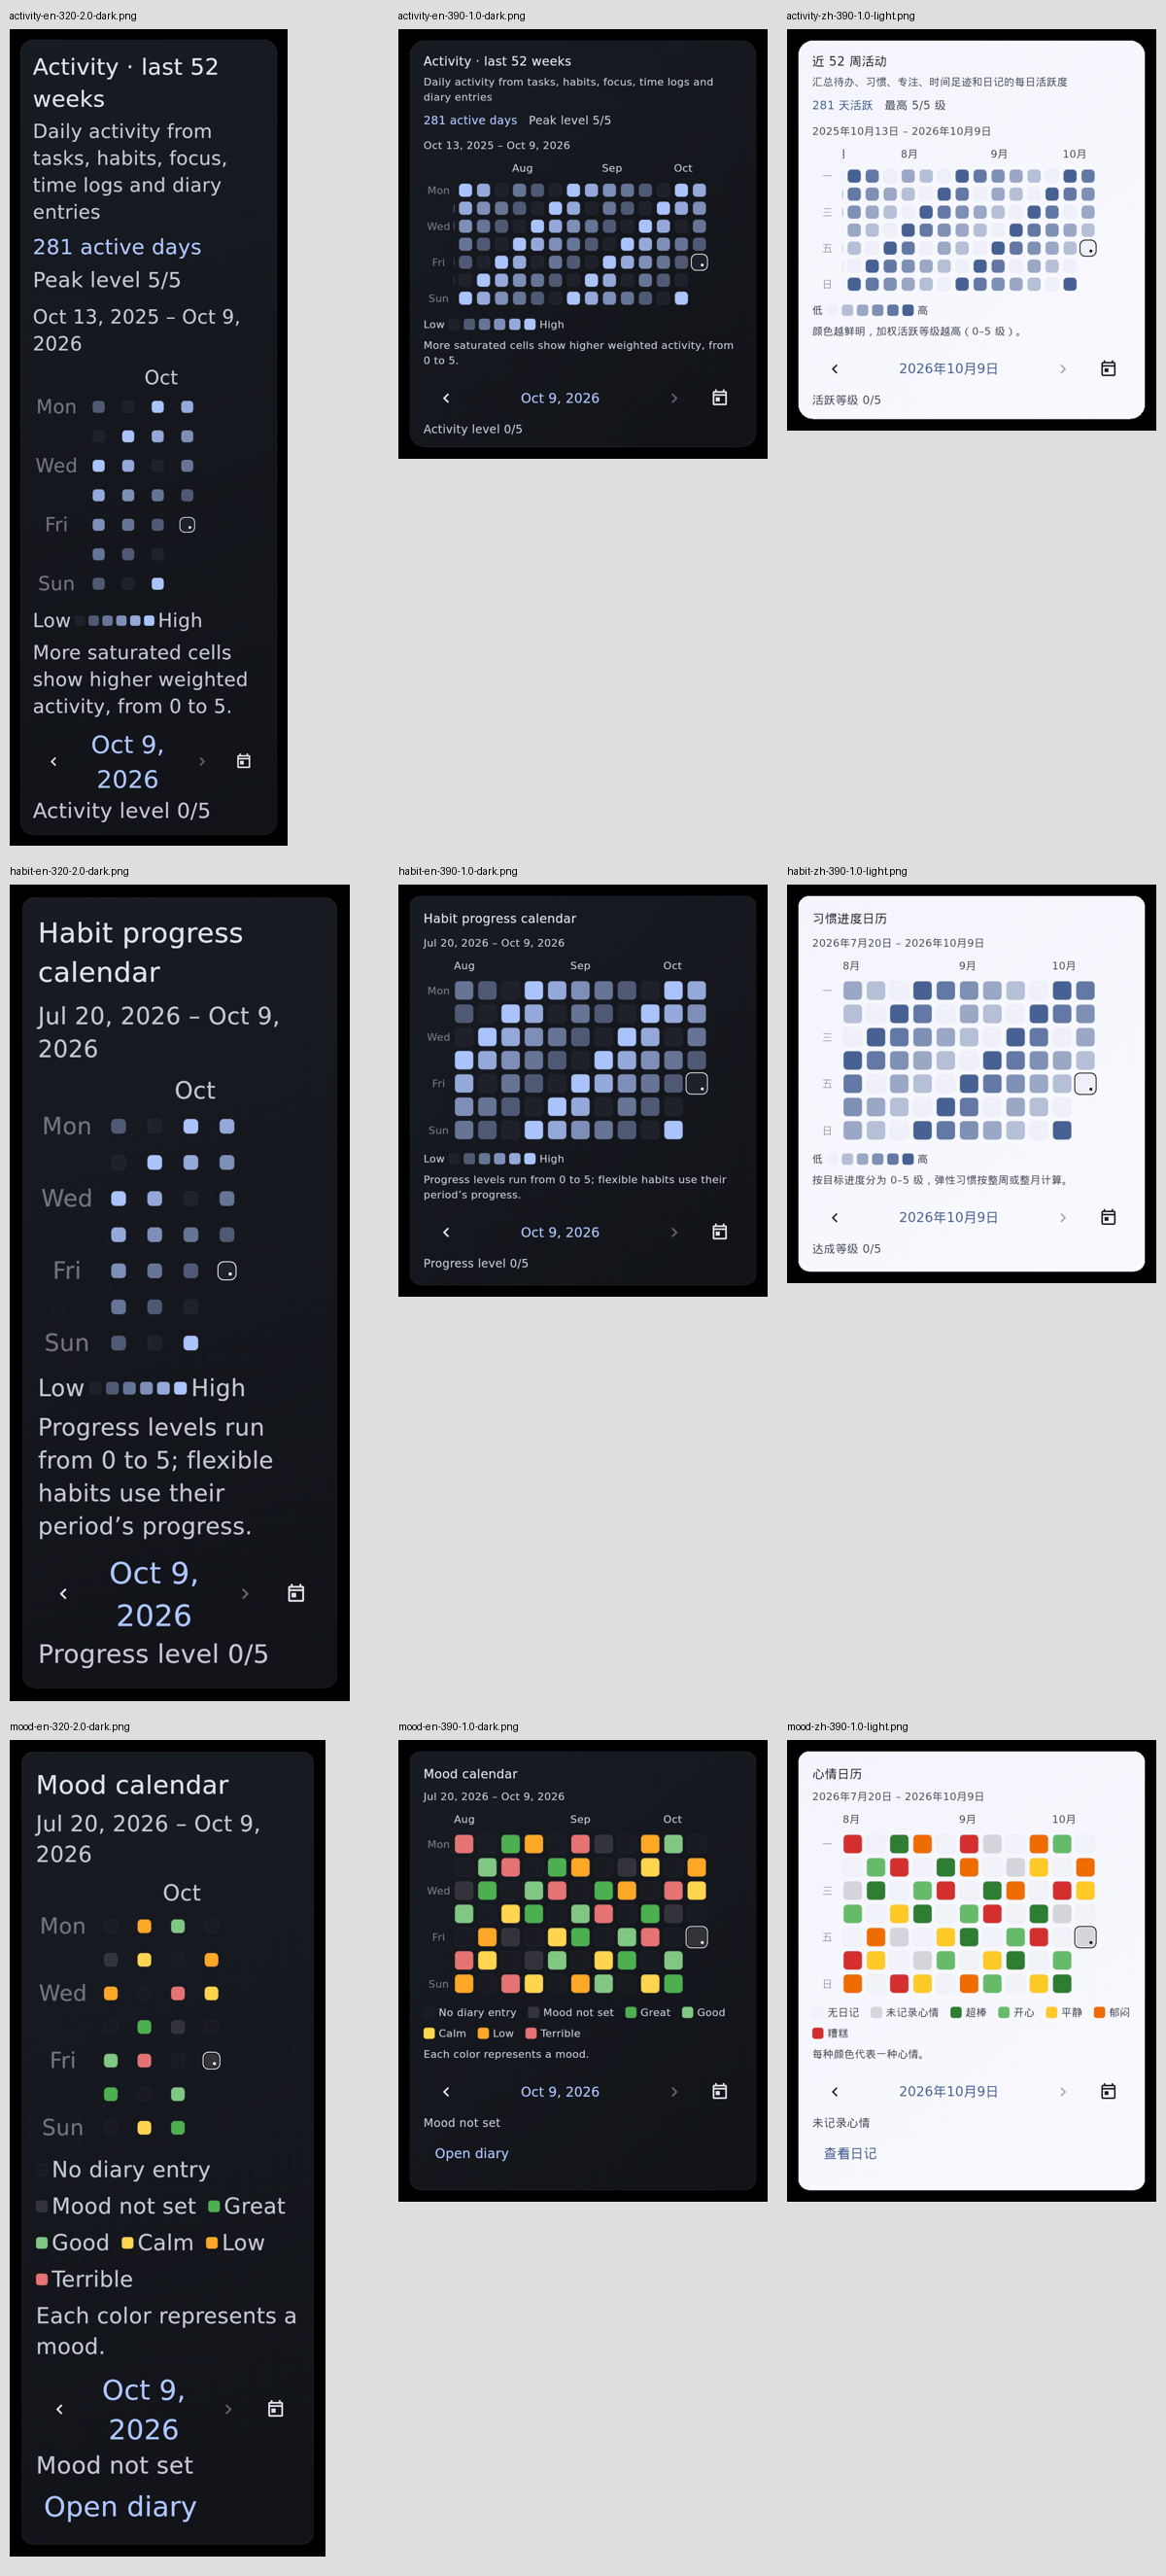 activity-en-320-2.0-dark.png
Activity · last 52
weeks
Daily activity from
tasks, habits, focus,
time logs and diary
entries
281 active days
Peak level 5/5
Oct 13, 2025 – Oct 9,
2026
Oct
Mon
Wed
Fri
Sun
Low High
More saturated cells
show higher weighted
activity, from 0 to 5.
Oct 9,
2026
Activity level 0/5
activity-en-390-1.0-dark.png
Activity · last 52 weeks
Daily activity from tasks, habits, focus, time logs and
diary entries
281 active days Peak level 5/5
Oct 13, 2025 – Oct 9, 2026
Aug Sep Oct
Mon
Wed
Fri
Sun
Low High
More saturated cells show higher weighted activity, from
0 to 5.
Oct 9, 2026
Activity level 0/5
activity-zh-390-1.0-light.png
近 52 周活动
汇总待办、习惯、专注、时间足迹和日记的每日活跃度
281 天活跃 最高 5/5 级
2025年10月13日 – 2026年10月9日
8月 9月 10月
一
三
五
日
低 高
颜色越鲜明，加权活跃等级越高（0–5 级）。
2026年10月9日
活跃等级 0/5
habit-en-320-2.0-dark.png
Habit progress
calendar
Jul 20, 2026 – Oct 9,
2026
Oct
Mon
Wed
Fri
Sun
Low High
Progress levels run
from 0 to 5; flexible
habits use their
period’s progress.
Oct 9,
2026
Progress level 0/5
habit-en-390-1.0-dark.png
Habit progress calendar
Jul 20, 2026 – Oct 9, 2026
Aug Sep Oct
Mon
Wed
Fri
Sun
Low High
Progress levels run from 0 to 5; flexible habits use their
period’s progress.
Oct 9, 2026
Progress level 0/5
habit-zh-390-1.0-light.png
习惯进度日历
2026年7月20日 – 2026年10月9日
8月 9月 10月
一
三
五
日
低 高
按目标进度分为 0–5 级，弹性习惯按整周或整月计算。
2026年10月9日
达成等级 0/5
mood-en-320-2.0-dark.png
Mood calendar
Jul 20, 2026 – Oct 9,
2026
Oct
Mon
Wed
Fri
Sun
No diary entry
Mood not set Great
Good Calm Low
Terrible
Each color represents a
mood.
Oct 9,
2026
Mood not set
Open diary
mood-en-390-1.0-dark.png
Mood calendar
Jul 20, 2026 – Oct 9, 2026
Aug Sep Oct
Mon
Wed
Fri
Sun
No diary entry Mood not set Great Good
Calm Low Terrible
Each color represents a mood.
Oct 9, 2026
Mood not set
Open diary
mood-zh-390-1.0-light.png
心情日历
2026年7月20日 – 2026年10月9日
8月 9月 10月
一
三
五
日
无日记 未记录心情 超棒 开心 平静 郁闷
糟糕
每种颜色代表一种心情。
2026年10月9日
未记录心情
查看日记